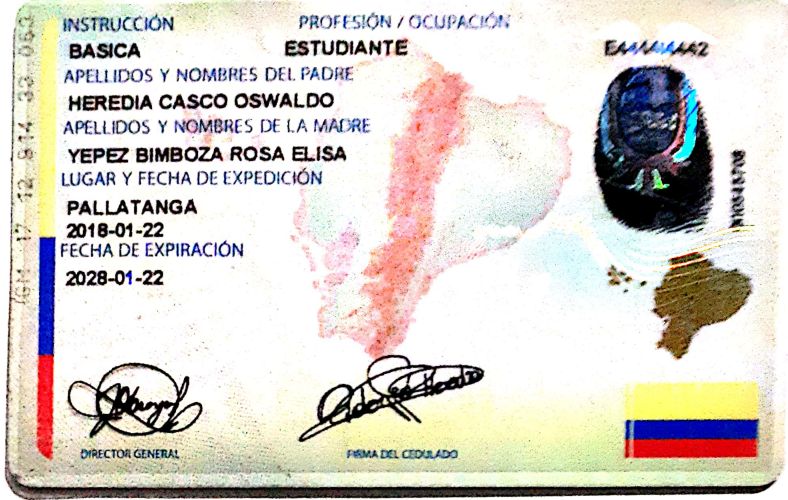 INSTRUCCIÓN PROFESIÓN / OCUPACIÓN
BASICA ESTUDIANTE E44444442
APELLIDOS Y NOMBRES DEL PADRE
HEREDIA CASCO OSWALDO
APELLIDOS Y NOMBRES DE LA MADRE
YEPEZ BIMBOZA ROSA ELISA
LUGAR Y FECHA DE EXPEDICIÓN
PALLATANGA
2018-01-22
FECHA DE EXPIRACIÓN
2028-01-22
DIRECTOR GENERAL FIRMA DEL CEDULADO